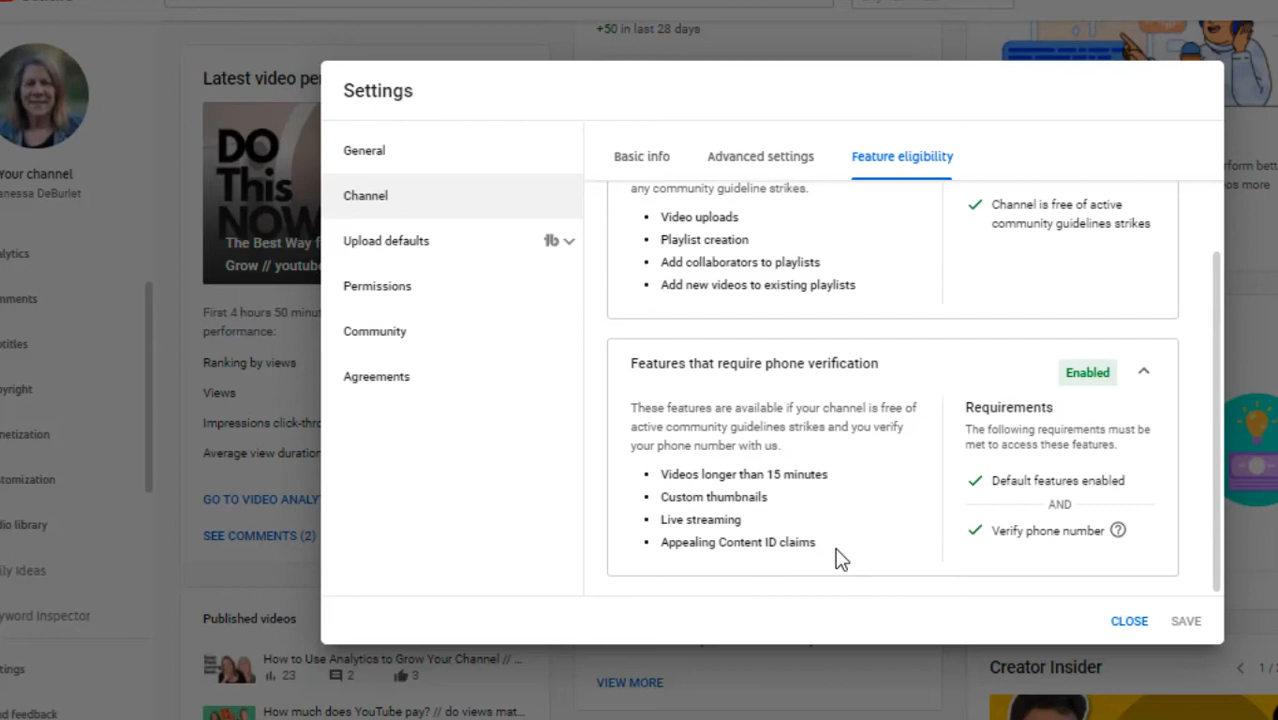 +50 in last 28 days
Latest video pe
DO
This
NOW
The Best Way f
Grow // youtub
Your channel
anessa DeBurlet
alytics
mments
otitles
pyright
netization
stomization
dio library
ily Ideas
yword Inspector
ttings
nd feedback
First 4 hours 50 minut
performance:
Ranking by views
Views
Impressions click-thro
Average view duration
GO TO VIDEO ANALY
SEE COMMENTS (2)
Published videos
How to Use Analytics to Grow Your Channel // ...
23 2 3
How much does YouTube pay? // do views mat...
Settings
General
Channel
Upload defaults
tb
Permissions
Community
Agreements
Basic info
Advanced settings
Feature eligibility
any community guideline strikes.
• Video uploads
• Playlist creation
• Add collaborators to playlists
• Add new videos to existing playlists
Channel is free of active
community guidelines strikes
Features that require phone verification
Enabled
These features are available if your channel is free of
active community guidelines strikes and you verify
your phone number with us.
• Videos longer than 15 minutes
• Custom thumbnails
• Live streaming
• Appealing Content ID claims
Requirements
The following requirements must be
met to access these features.
Default features enabled
AND
Verify phone number
CLOSE
SAVE
VIEW MORE
rform bett
os more
Creator Insider
1 /